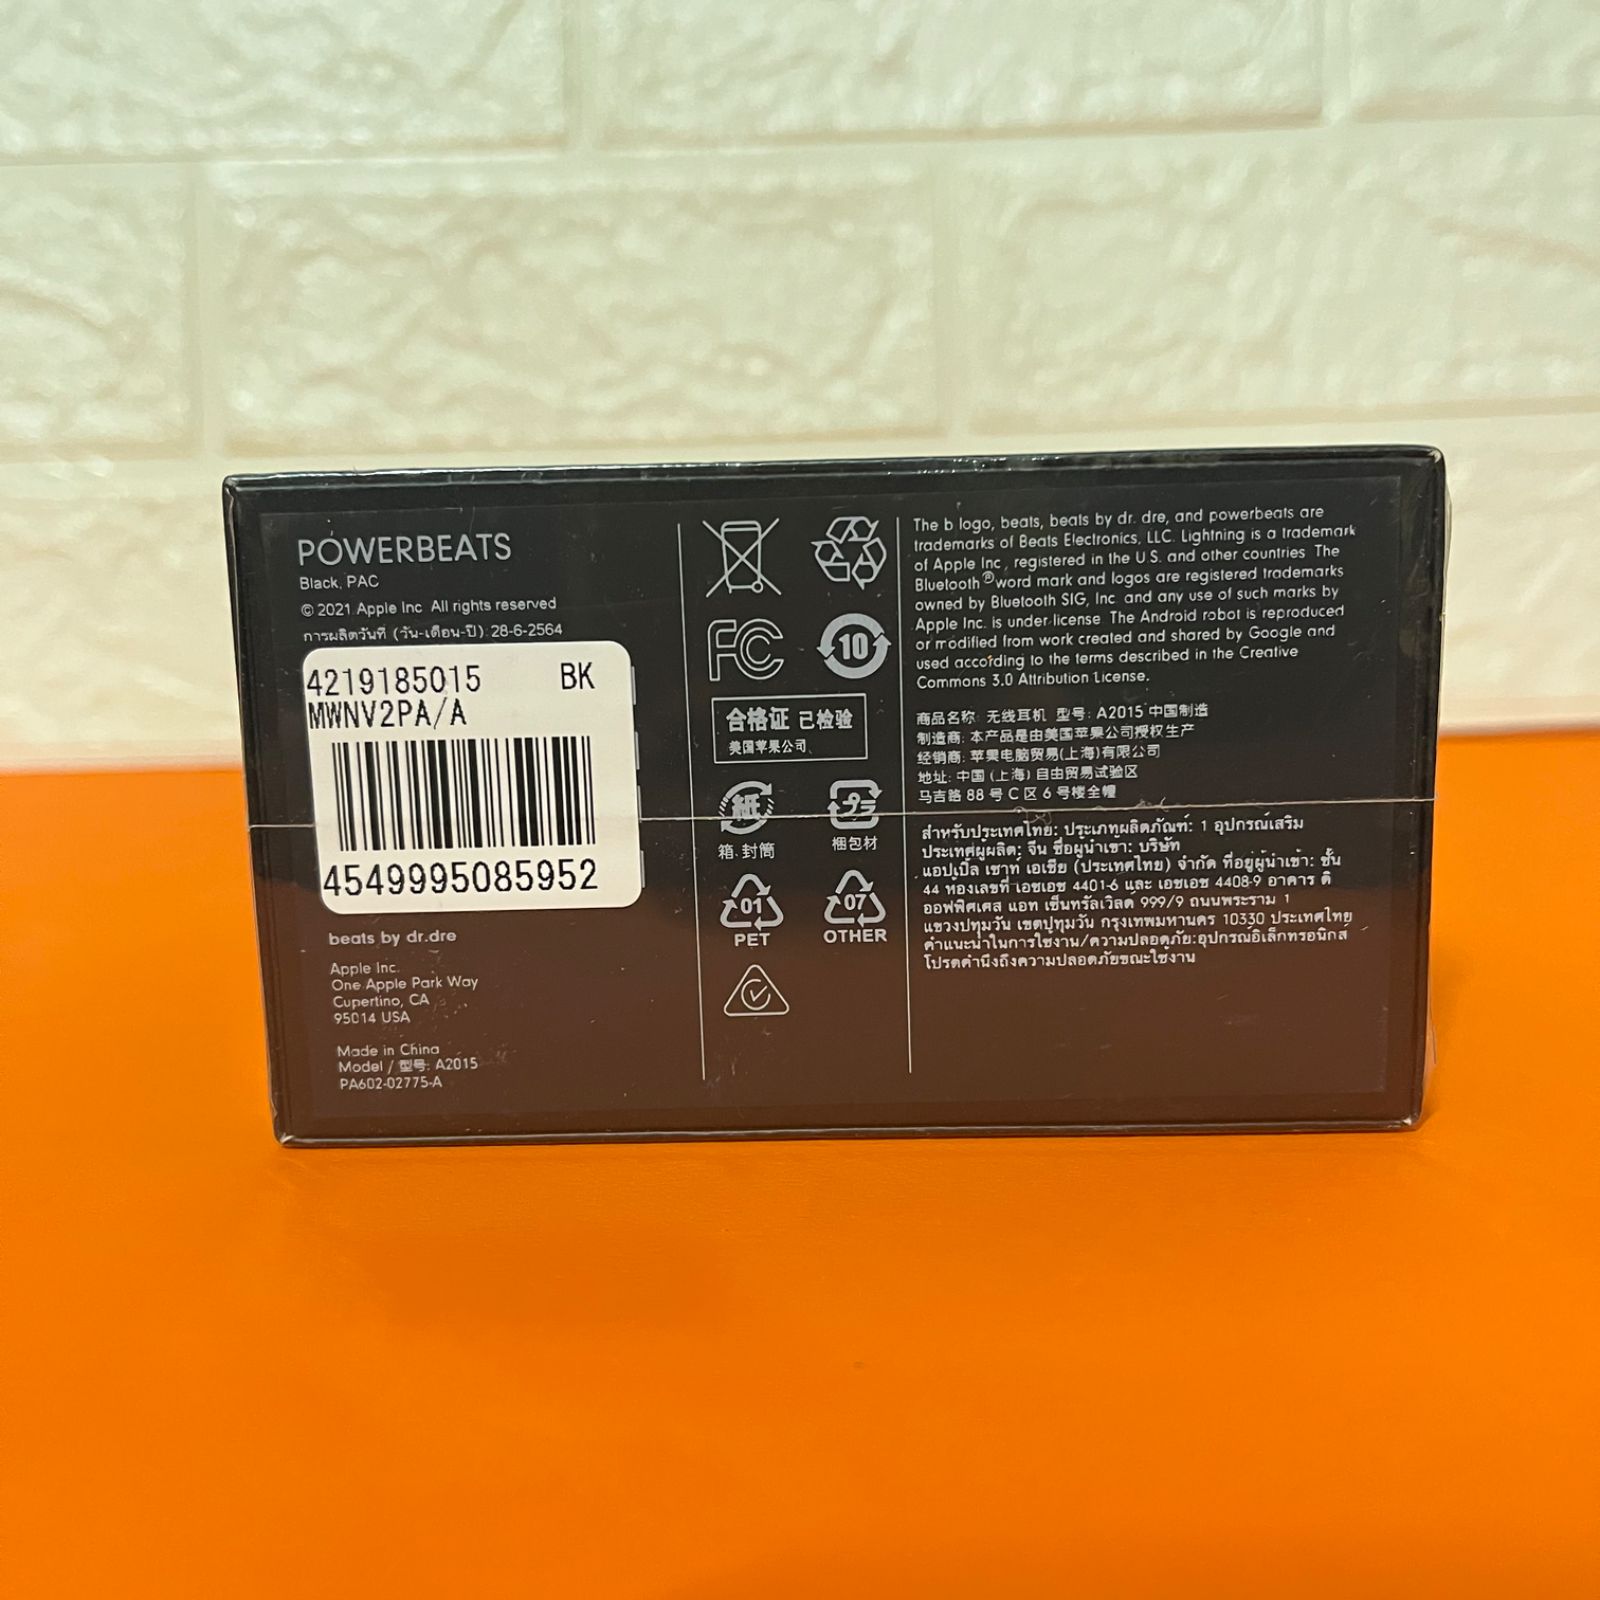 POWERBEATS
Black, PAC
© 2021 Apple Inc. All rights reserved
การผลิตวันที่ (วัน-เดือน-ปี): 28-6-2564
4219185015 BK
MWNV2PA/A
4549995085952
beats by dr.dre
Apple Inc.
One Apple Park Way
Cupertino, CA
95014 USA
Made in China
Model / 型号: A2015
PA602-02775-A
FC
10
合格证 已检验
美国苹果公司
紙
箱.封筒
プラ
梱包材
01
PET
07
OTHER
The b logo, beats, beats by dr. dre, and powerbeats are
trademarks of Beats Electronics, LLC. Lightning is a trademark
of Apple Inc., registered in the U.S. and other countries. The
Bluetooth® word mark and logos are registered trademarks
owned by Bluetooth SIG, Inc. and any use of such marks by
Apple Inc. is under license. The Android robot is reproduced
or modified from work created and shared by Google and
used according to the terms described in the Creative
Commons 3.0 Attribution License.
商品名称: 无线耳机 型号: A2015 中国制造
制造商: 本产品是由美国苹果公司授权生产
经销商: 苹果电脑贸易(上海)有限公司
地址: 中国 (上海) 自由贸易试验区
马吉路 88 号 C 区 6 号楼全幢
สำหรับประเทศไทย: ประเภทผลิตภัณฑ์: 1 อุปกรณ์เสริม
ประเทศผู้ผลิต: จีน ชื่อผู้นำเข้า: บริษัท
แอปเปิ้ล เซาท์ เอเชีย (ประเทศไทย) จำกัด ที่อยู่ผู้นำเข้า: ชั้น
44 ห้องเลขที่ เอชเอช 4401-6 และ เอชเอช 4408-9 อาคาร ดิ
ออฟฟิศเศส แอท เซ็นทรัลเวิลด์ 999/9 ถนนพระราม 1
แขวงปทุมวัน เขตปทุมวัน กรุงเทพมหานคร 10330 ประเทศไทย
คำแนะนำในการใช้งาน/ความปลอดภัย:อุปกรณ์อิเล็กทรอนิกส์
โปรดคำนึงถึงความปลอดภัยขณะใช้งาน